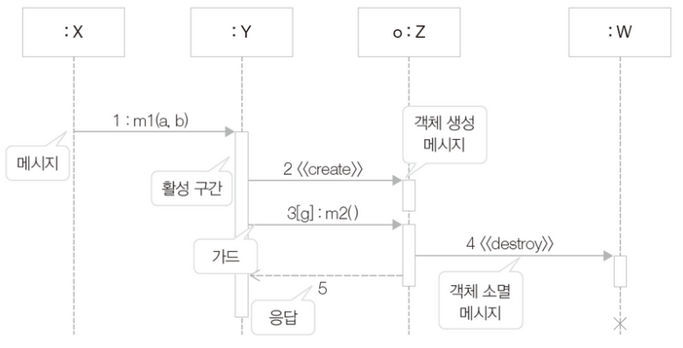 :X
:Y
o:Z
:W
1 : m1(a, b)
메시지
객체 생성
메시지
활성 구간
2 <<create>>
3[g] : m2( )
가드
4 <<destroy>>
5
객체 소멸
메시지
응답